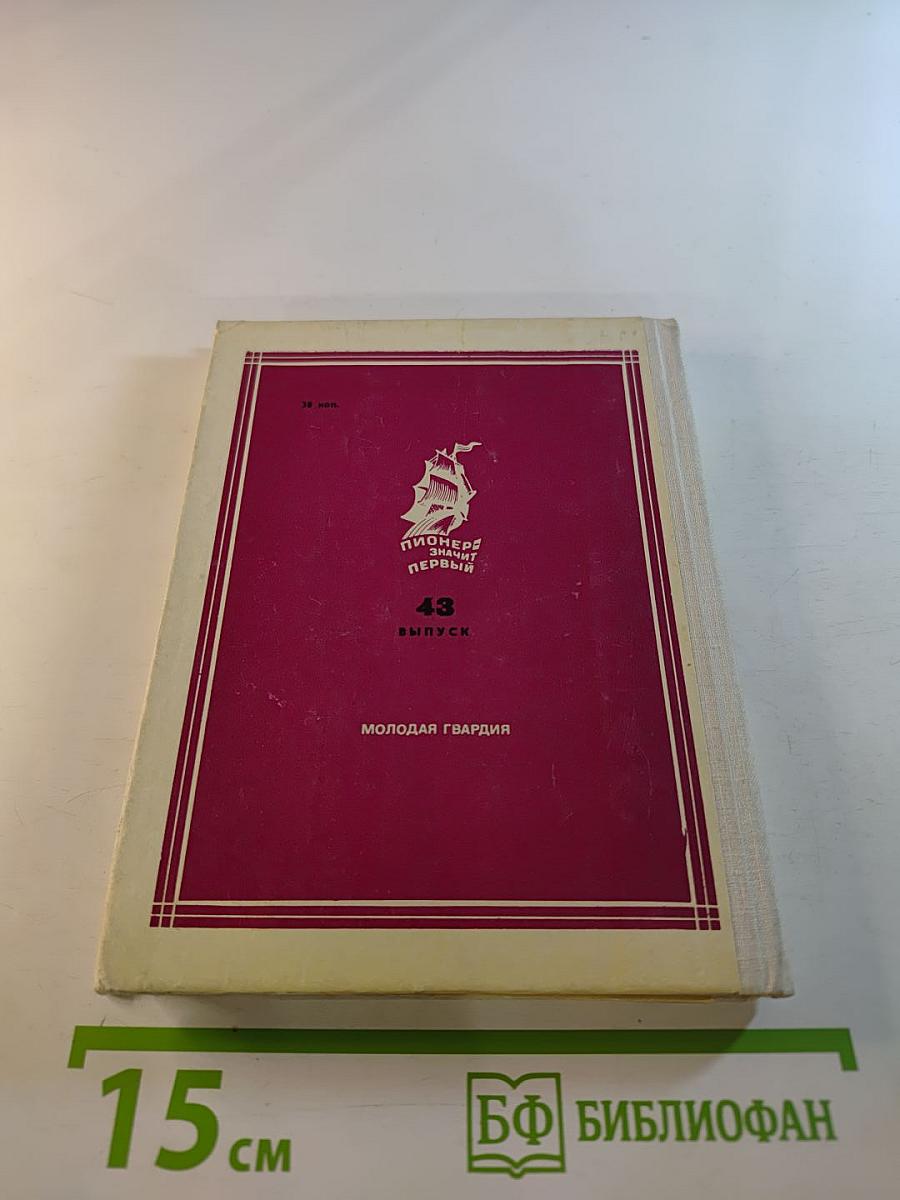 38 коп.
ПИОНЕР
ЗНАЧИТ
ПЕРВЫЙ
43
ВЫПУСК
МОЛОДАЯ ГВАРДИЯ
15 см
БФ БИБЛИОФАН